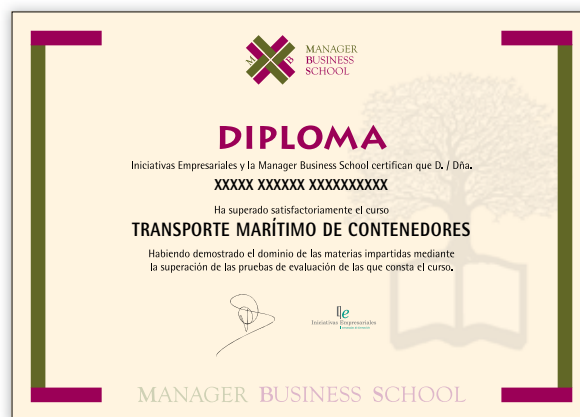 M B
MANAGER
BUSINESS
SCHOOL
DIPLOMA
Iniciativas Empresariales y la Manager Business School certifican que D. / Dña.
XXXXX XXXXXX XXXXXXXXXX
Ha superado satisfactoriamente el curso
TRANSPORTE MARÍTIMO DE CONTENEDORES
Habiendo demostrado el dominio de las materias impartidas mediante
la superación de las pruebas de evaluación de las que consta el curso.
Iniciativas Empresariales
MANAGER BUSINESS SCHOOL